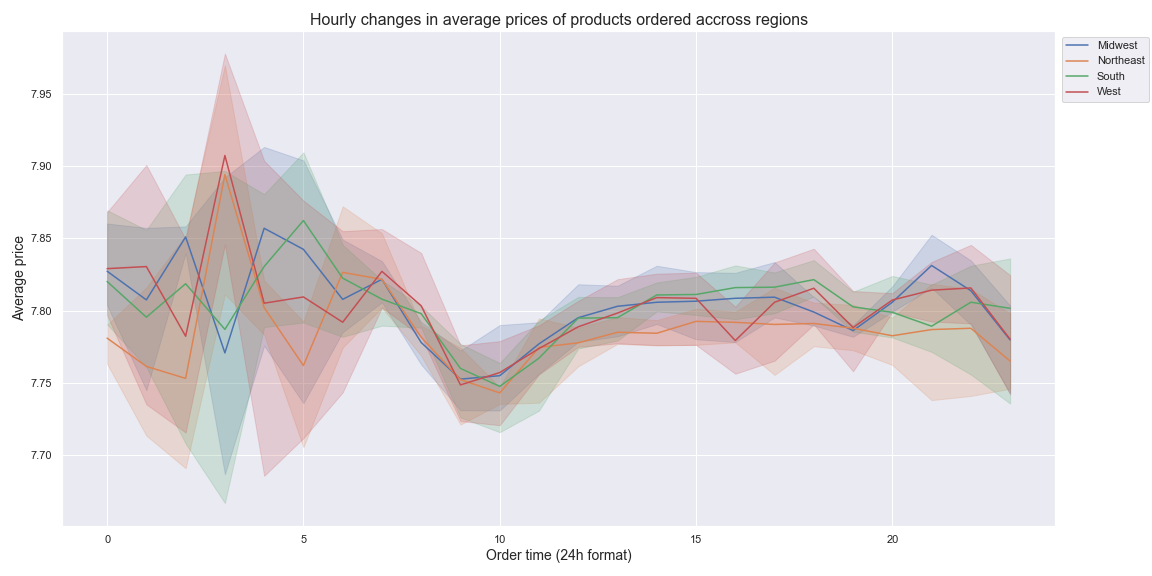 Hourly changes in average prices of products ordered accross regions
Midwest
Northeast
South
West
Average price
7.95
7.90
7.85
7.80
7.75
7.70
0 5 10 15 20
Order time (24h format)